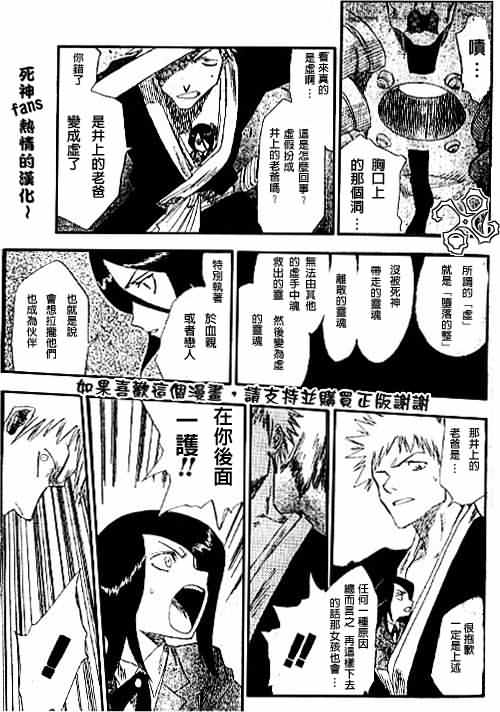 嘖,
胸口上
的那個洞…
看來真的
是虛啊…
這是怎麼回事?
虛假扮成
井上的老爸嗎?
你錯了
是井上的老爸
變成虛了
死神fans熱情的漢化~
所謂的「虛」
就是「墮落的整」
沒被死神
帶走的靈魂
離散的靈魂
無法由其他
的虛手中魂
救出的靈
然後變為虛
的靈魂
特別執著
於血親
或者戀人
也就是說
會想拉攏他們
也成為伙伴
如果喜歡這個漫畫,請支持並購買正版謝謝
那井上的
老爸是…
很抱歉
一定是上述
任何一種原因
總而言之 再這樣下去
的話那女孩也會…
!!
在你後面
一護!!
!!